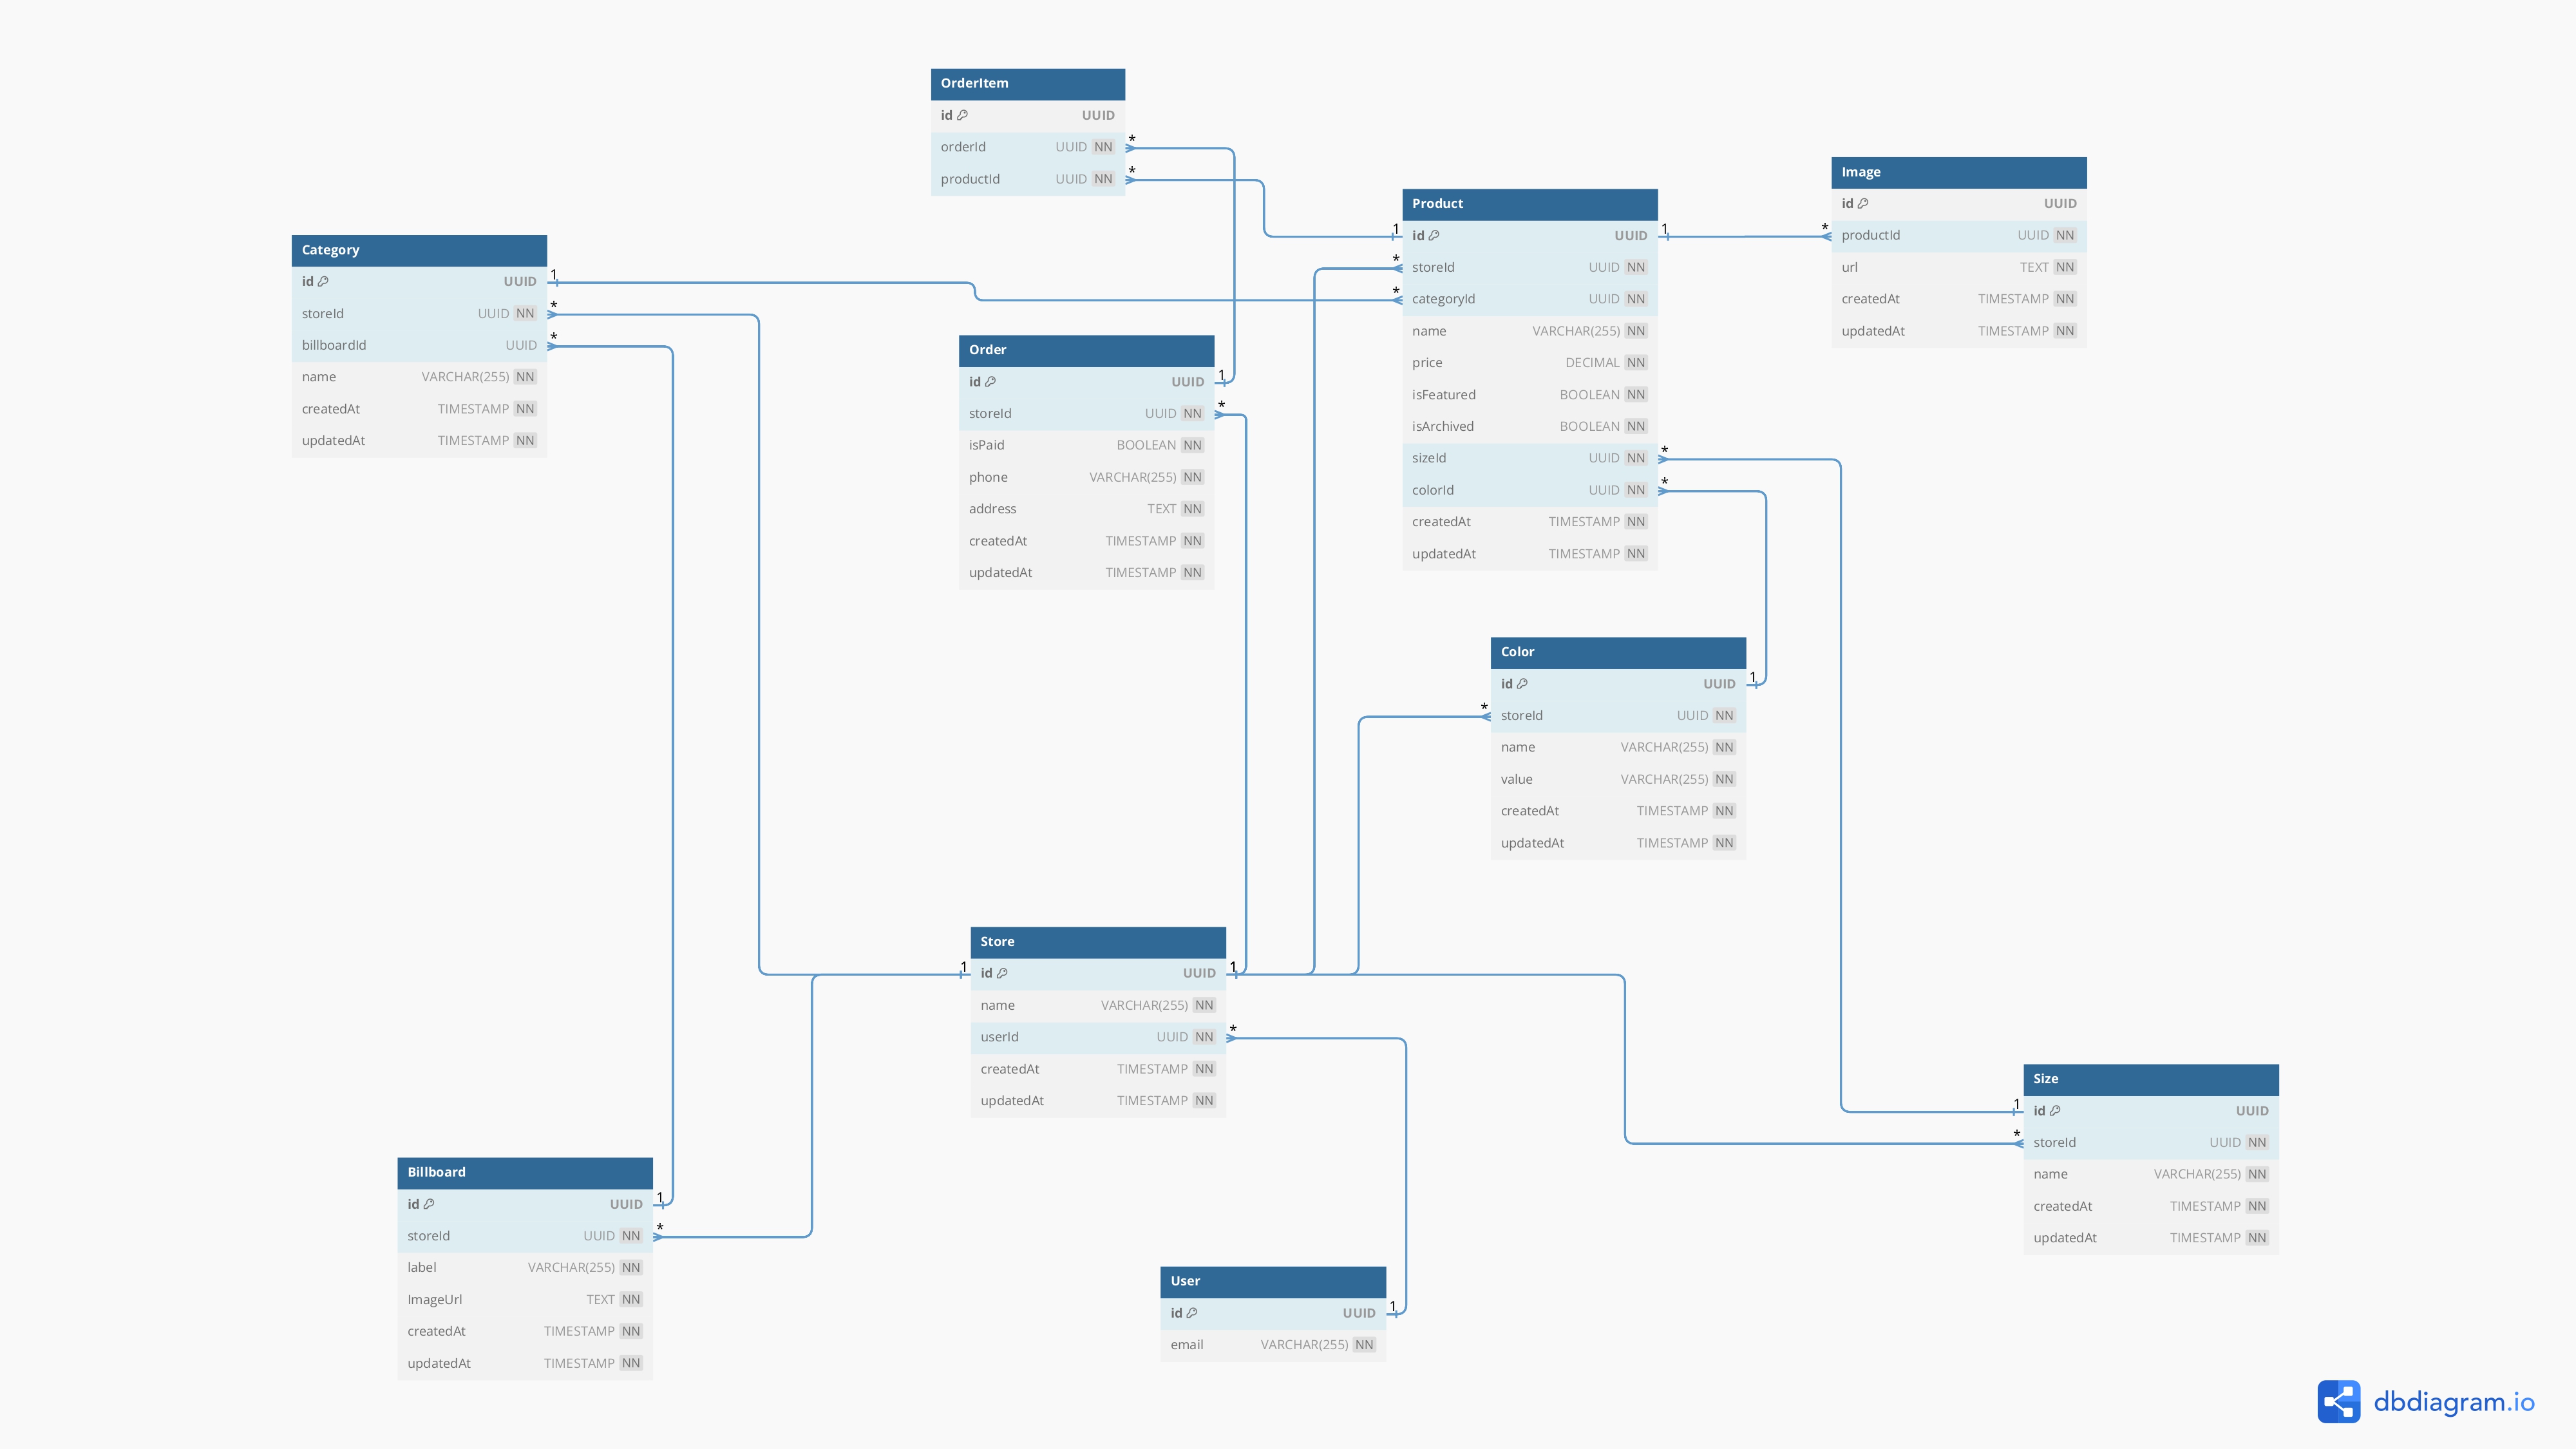 OrderItem
id UUID
orderId UUID NN
productId UUID NN
Image
id UUID
productId UUID NN
url TEXT NN
createdAt TIMESTAMP NN
updatedAt TIMESTAMP NN
Product
id UUID
storeId UUID NN
categoryId UUID NN
name VARCHAR(255) NN
price DECIMAL NN
isFeatured BOOLEAN NN
isArchived BOOLEAN NN
sizeId UUID NN
colorId UUID NN
createdAt TIMESTAMP NN
updatedAt TIMESTAMP NN
Category
id UUID
storeId UUID NN
billboardId UUID
name VARCHAR(255) NN
createdAt TIMESTAMP NN
updatedAt TIMESTAMP NN
Order
id UUID
storeId UUID NN
isPaid BOOLEAN NN
phone VARCHAR(255) NN
address TEXT NN
createdAt TIMESTAMP NN
updatedAt TIMESTAMP NN
Color
id UUID
storeId UUID NN
name VARCHAR(255) NN
value VARCHAR(255) NN
createdAt TIMESTAMP NN
updatedAt TIMESTAMP NN
Store
id UUID
name VARCHAR(255) NN
userId UUID NN
createdAt TIMESTAMP NN
updatedAt TIMESTAMP NN
Size
id UUID
storeId UUID NN
name VARCHAR(255) NN
createdAt TIMESTAMP NN
updatedAt TIMESTAMP NN
Billboard
id UUID
storeId UUID NN
label VARCHAR(255) NN
ImageUrl TEXT NN
createdAt TIMESTAMP NN
updatedAt TIMESTAMP NN
User
id UUID
email VARCHAR(255) NN
* * 1 1 * * * 1 * * 1 * * * 1 * 1 1 * 1 * 1 * 1
dbdiagram.io